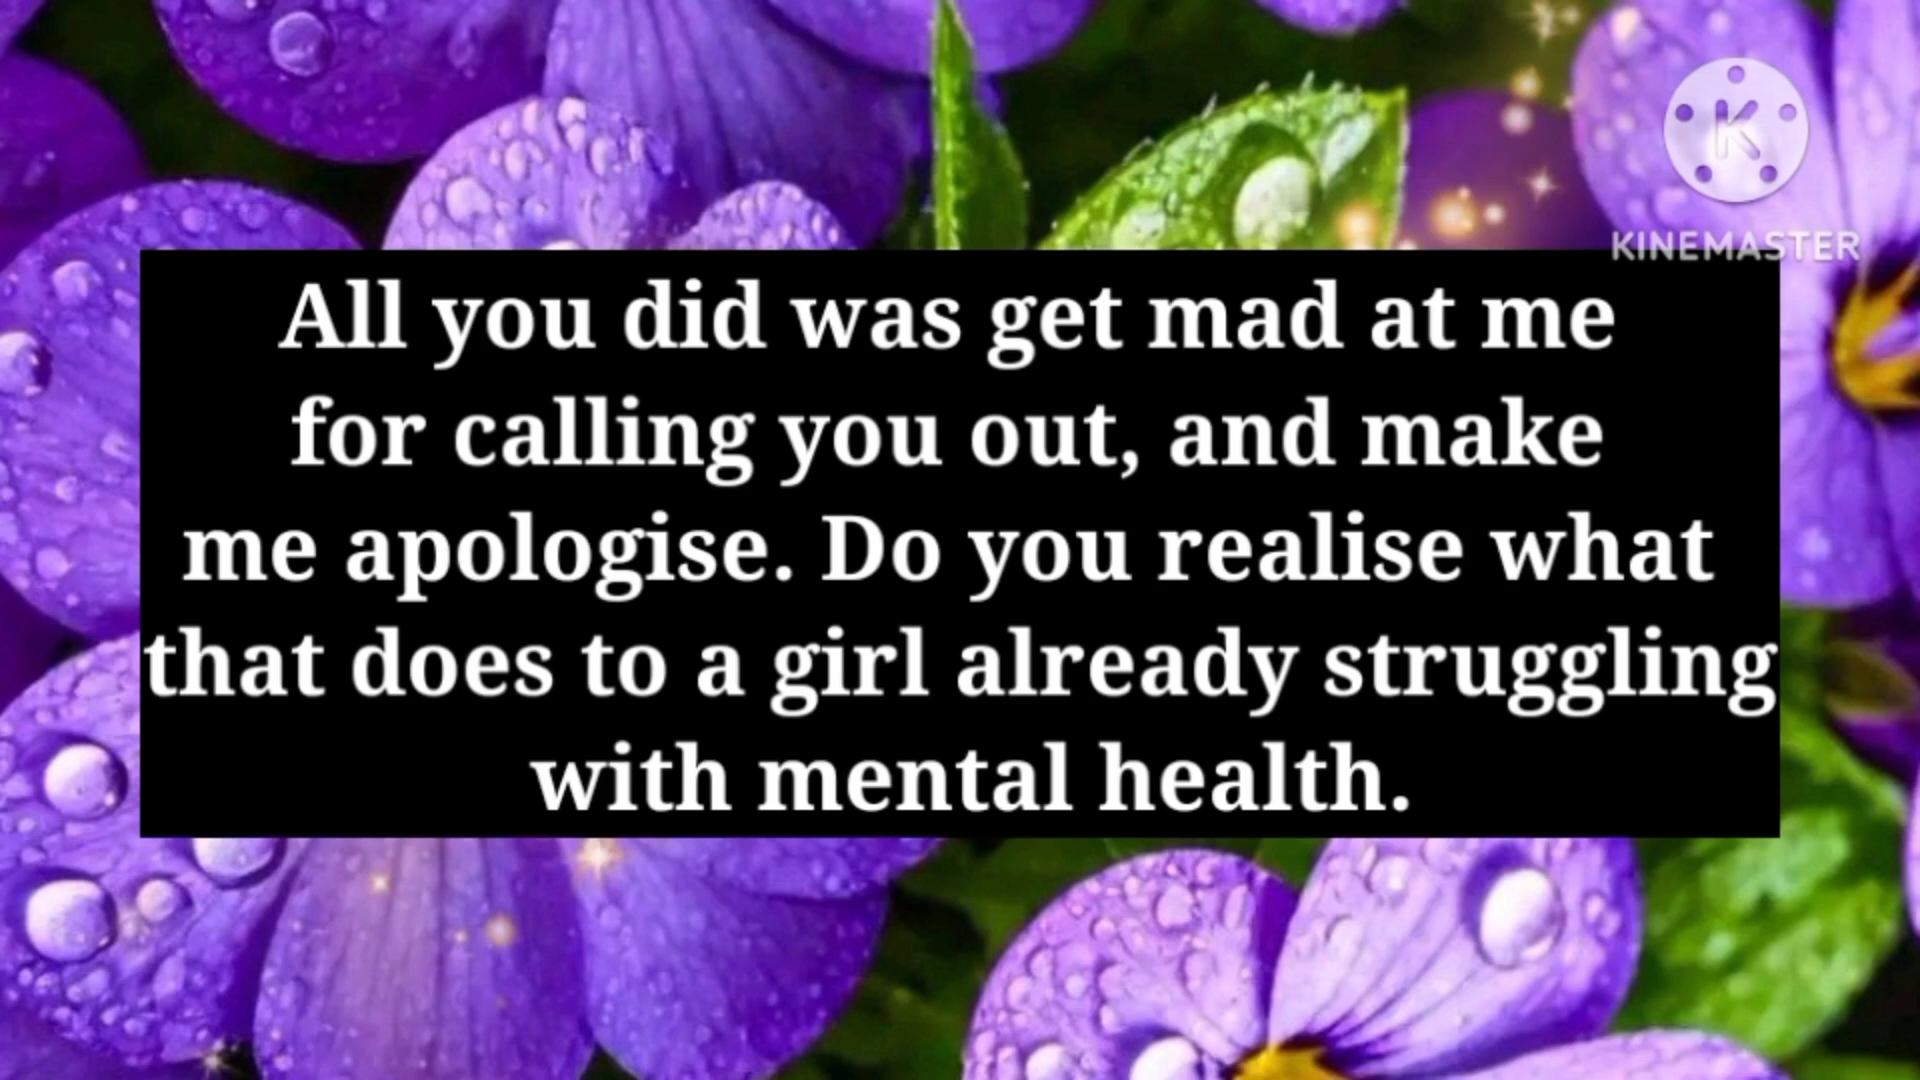 K
KINEMASTER
All you did was get mad at me
for calling you out, and make
me apologise. Do you realise what
that does to a girl already struggling
with mental health.